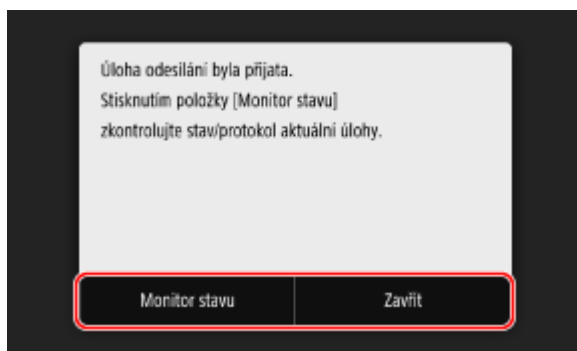 Úloha odesílání byla přijata.
Stisknutím položky [Monitor stavu]
zkontrolujte stav/protokol aktuální úlohy.
Monitor stavu
Zavřít